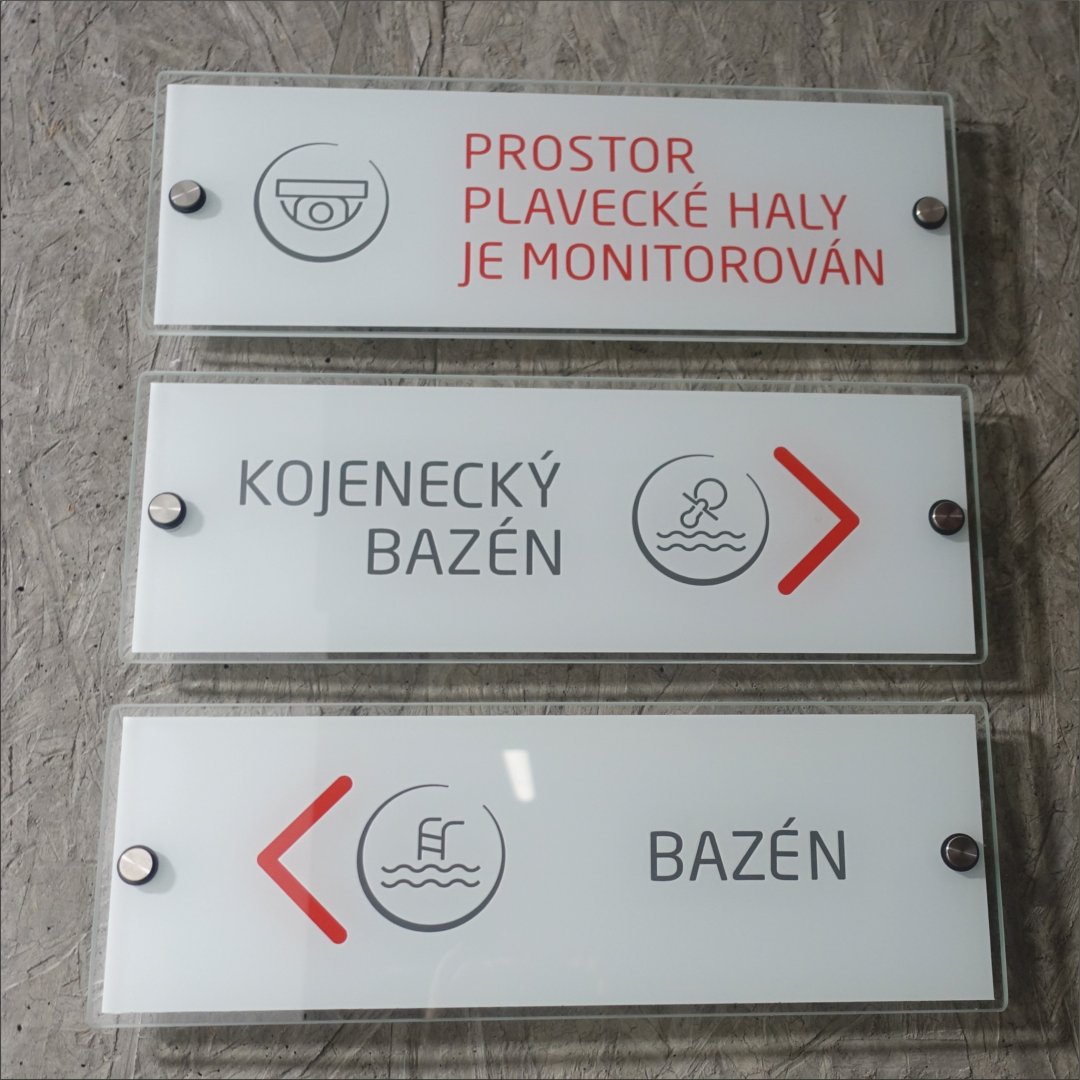 PROSTOR
PLAVECKÉ HALY
JE MONITOROVÁN
KOJENECKÝ
BAZÉN
BAZÉN